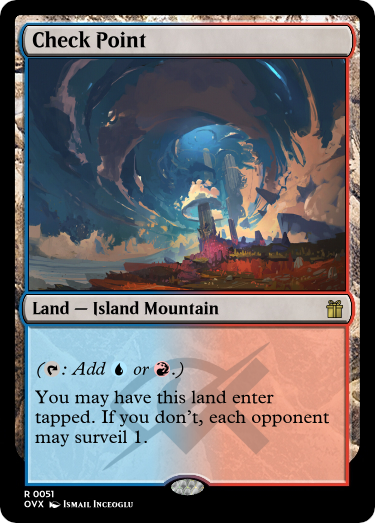 Check Point
Land — Island Mountain
(: Add or .)
You may have this land enter
tapped. If you don't, each opponent
may surveil 1.
R 0051
OVX Ismail Inceoglu